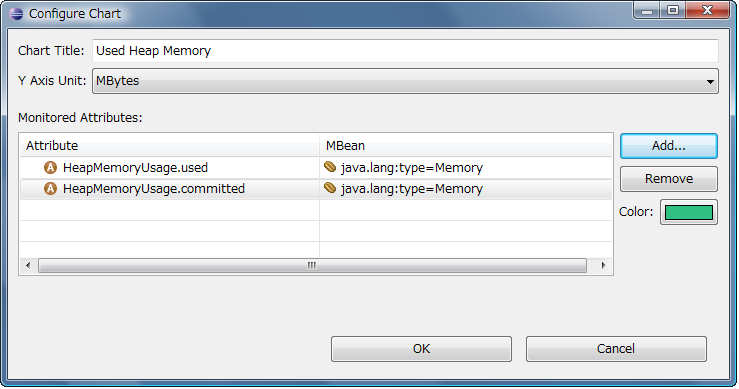 Configure Chart
Chart Title: Used Heap Memory
Y Axis Unit: MBytes
Monitored Attributes:
Attribute MBean
A HeapMemoryUsage.used java.lang:type=Memory
A HeapMemoryUsage.committed java.lang:type=Memory
Add...
Remove
Color:
OK Cancel